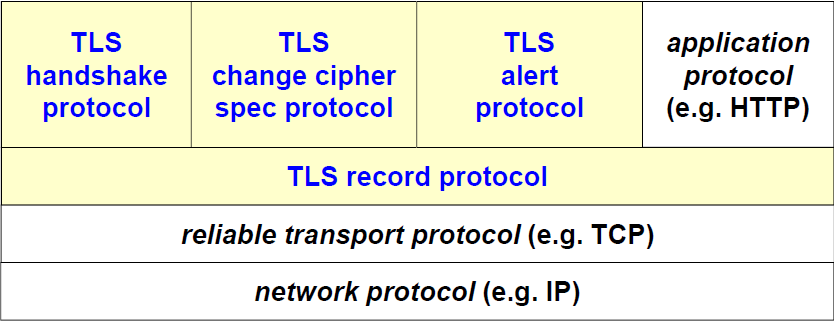 TLS
handshake
protocol
TLS
change cipher
spec protocol
TLS
alert
protocol
application
protocol
(e.g. HTTP)
TLS record protocol
reliable transport protocol (e.g. TCP)
network protocol (e.g. IP)